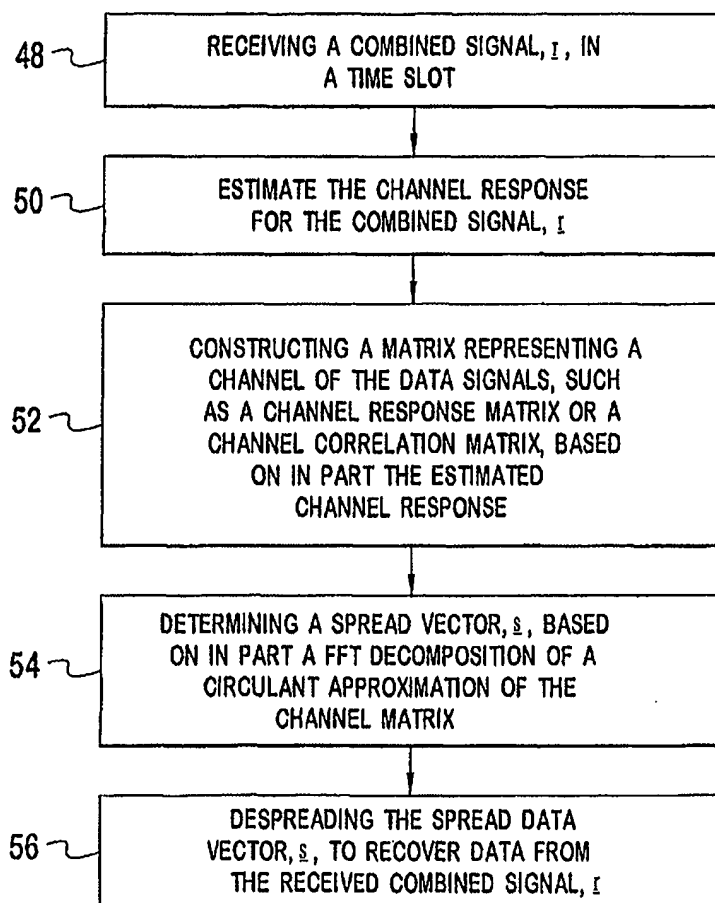 48
RECEIVING A COMBINED SIGNAL, r, IN
A TIME SLOT
50
ESTIMATE THE CHANNEL RESPONSE
FOR THE COMBINED SIGNAL, r
52
CONSTRUCTING A MATRIX REPRESENTING A
CHANNEL OF THE DATA SIGNALS, SUCH
AS A CHANNEL RESPONSE MATRIX OR A
CHANNEL CORRELATION MATRIX, BASED
ON IN PART THE ESTIMATED
CHANNEL RESPONSE
54
DETERMINING A SPREAD VECTOR, s, BASED
ON IN PART A FFT DECOMPOSITION OF A
CIRCULANT APPROXIMATION OF THE
CHANNEL MATRIX
56
DESPREADING THE SPREAD DATA
VECTOR, s, TO RECOVER DATA FROM
THE RECEIVED COMBINED SIGNAL, r